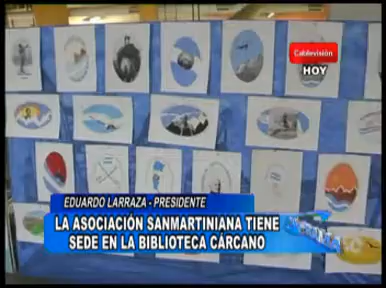 Cablevisión
HOY
EDUARDO LARRAZA - PRESIDENTE
LA ASOCIACIÓN SANMARTINIANA TIENE
SEDE EN LA BIBLIOTECA CÁRCANO